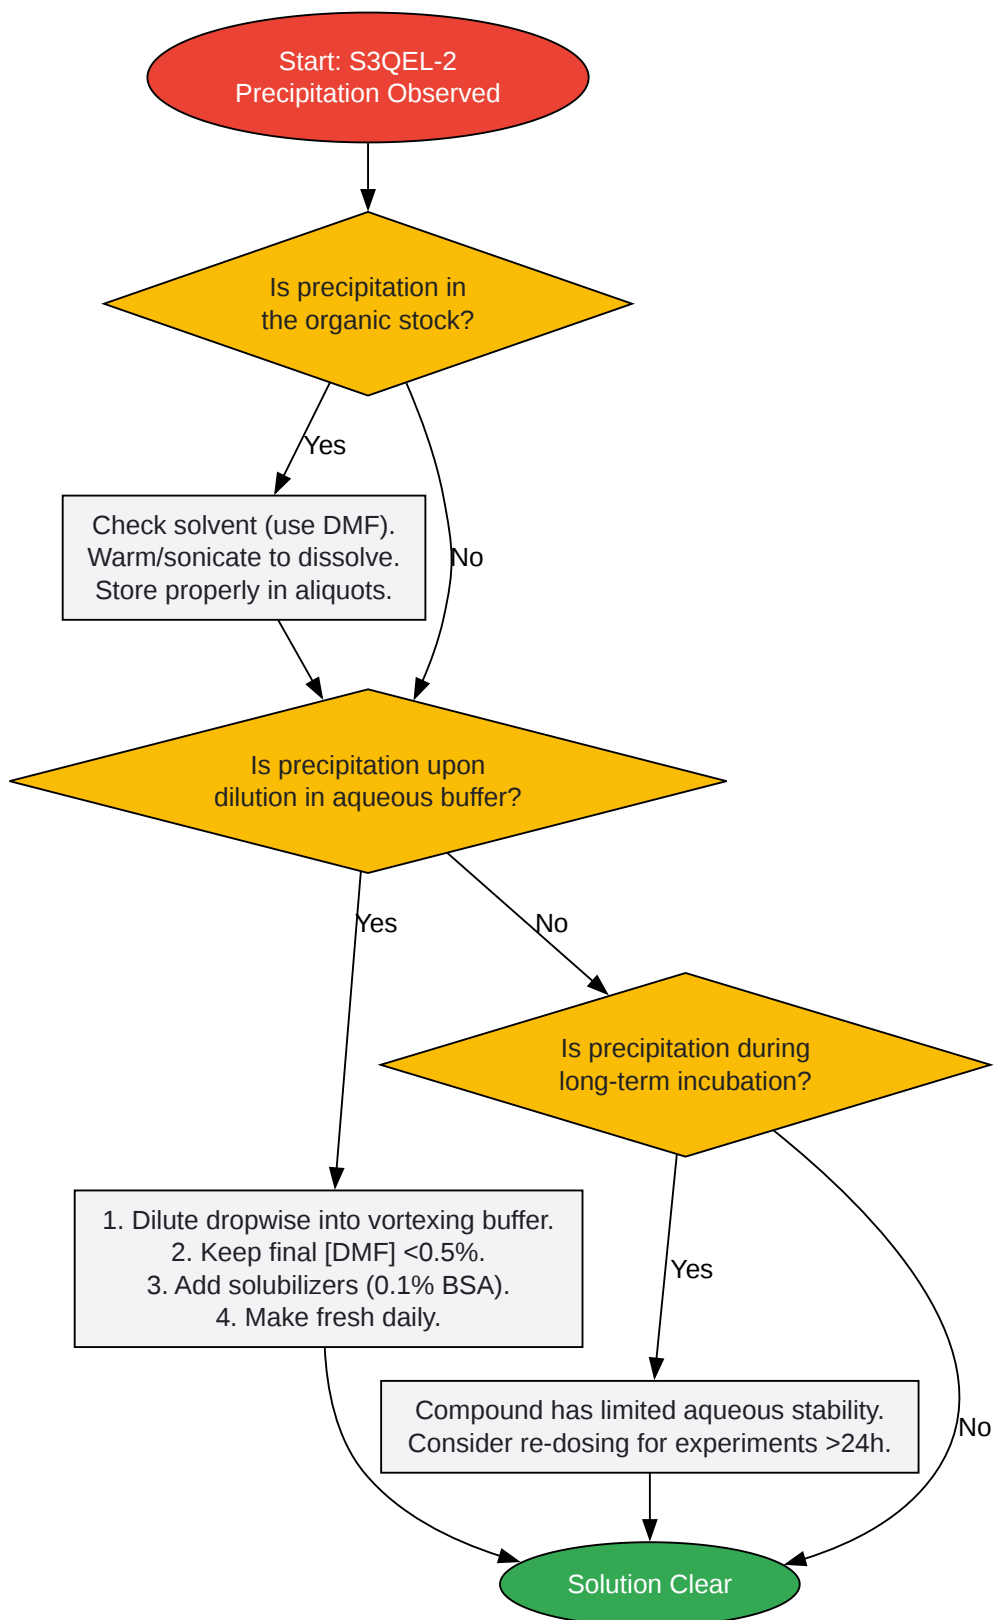 Start: S3QEL-2
Precipitation Observed
Is precipitation in
the organic stock?
Yes
No
Check solvent (use DMF).
Warm/sonicate to dissolve.
Store properly in aliquots.
Is precipitation upon
dilution in aqueous buffer?
Yes
No
Is precipitation during
long-term incubation?
1. Dilute dropwise into vortexing buffer.
2. Keep final [DMF] <0.5%.
3. Add solubilizers (0.1% BSA).
4. Make fresh daily.
Yes
No
Compound has limited aqueous stability.
Consider re-dosing for experiments >24h.
Solution Clear